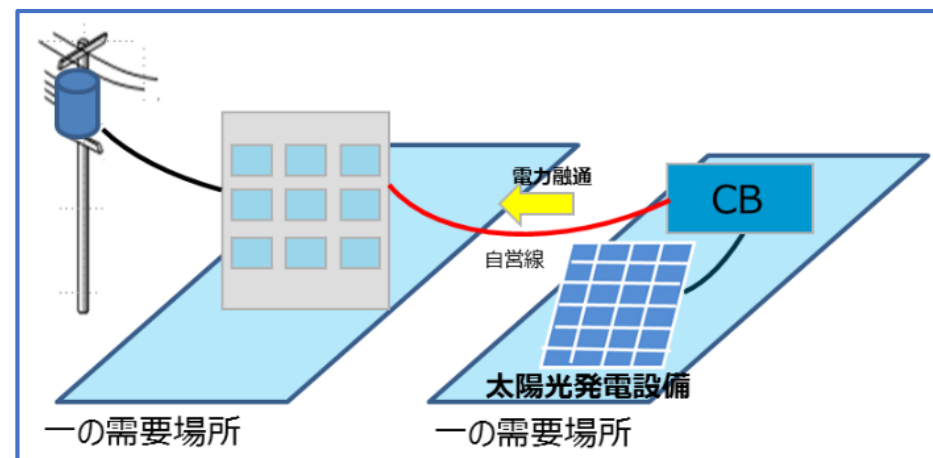 電力融通
CB
自営線
太陽光発電設備
一の需要場所
一の需要場所